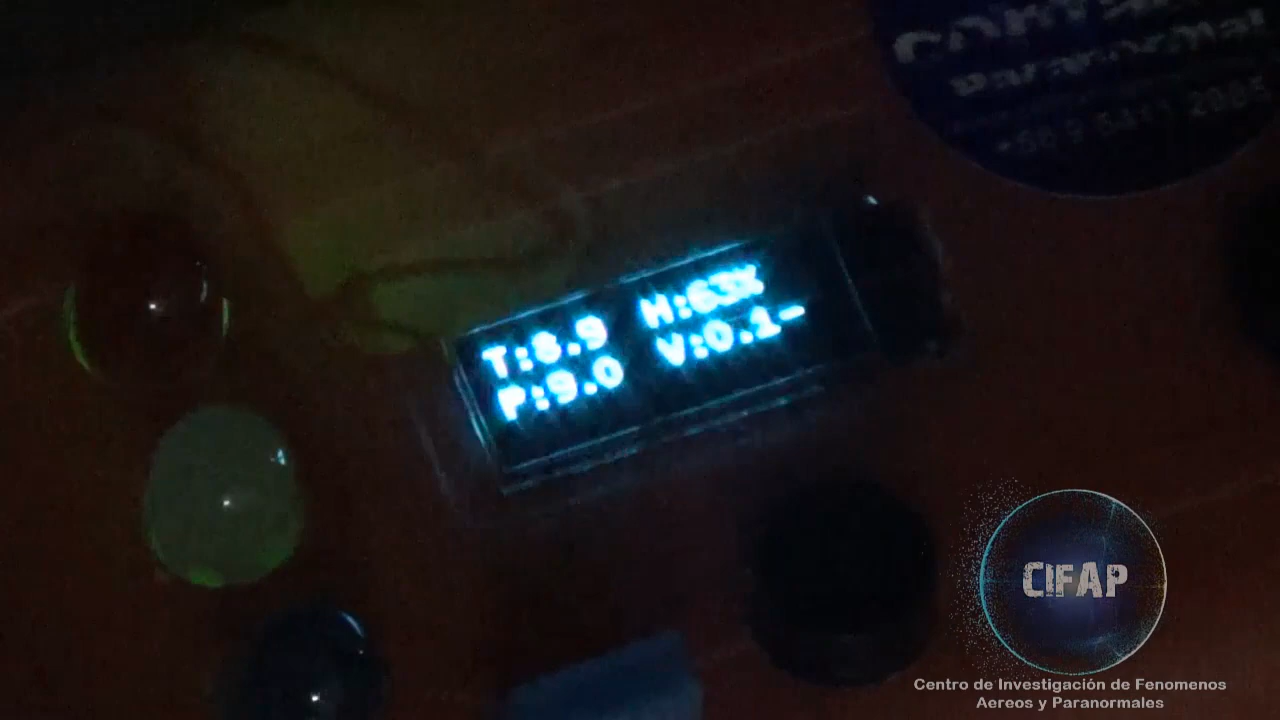 Paranormal
T:8.9 H:63%
P:9.0 V:0.1-
CIFAP
Centro de Investigación de Fenomenos
Aereos y Paranormales